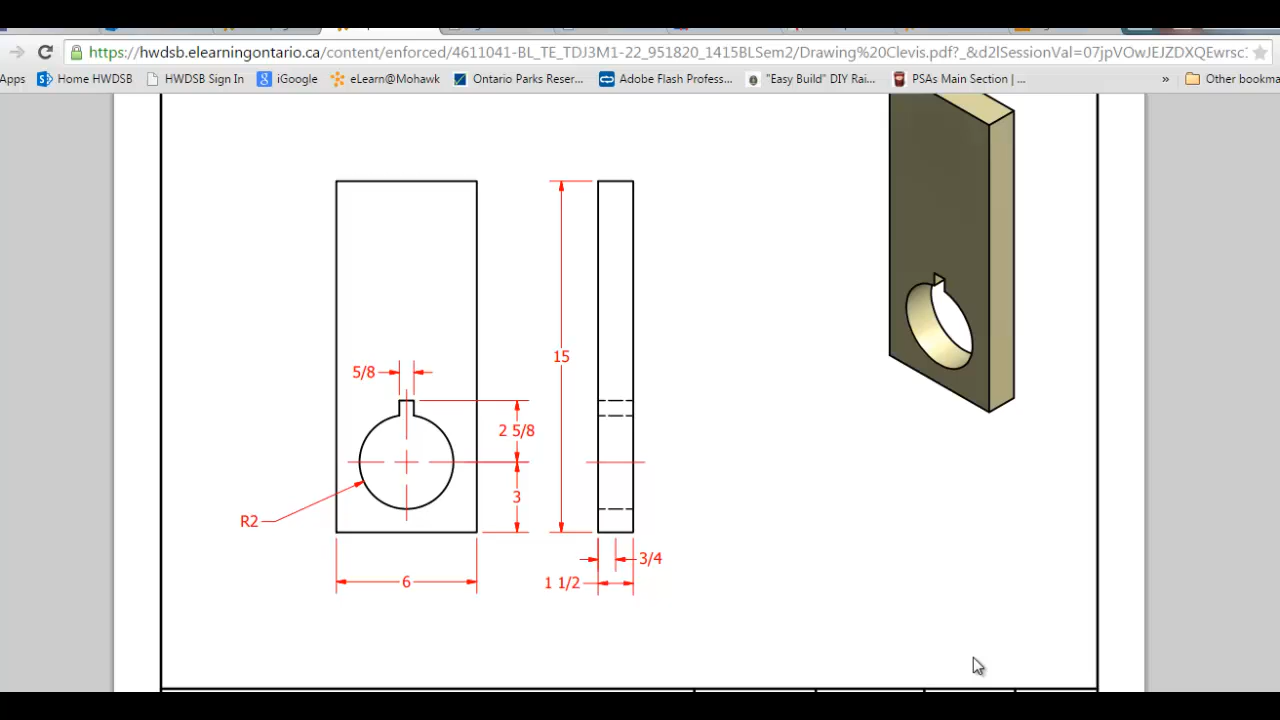 https://hwdsb.elearningontario.ca/content/enforced/4611041-BL_TE_TDJ3M1-22_951820_1415BLSem2/Drawing%20Clevis.pdf?_&d2lSessionVal=07jpVOwJEJZDXQEwrsc
Apps Home HWDSB HWDSB Sign In iGoogle eLearn@Mohawk Ontario Parks Reser... Adobe Flash Profess... "Easy Build" DIY Rai... PSAs Main Section | ... » Other bookma
15
5/8
2 5/8
3
R2
3/4
6
1 1/2